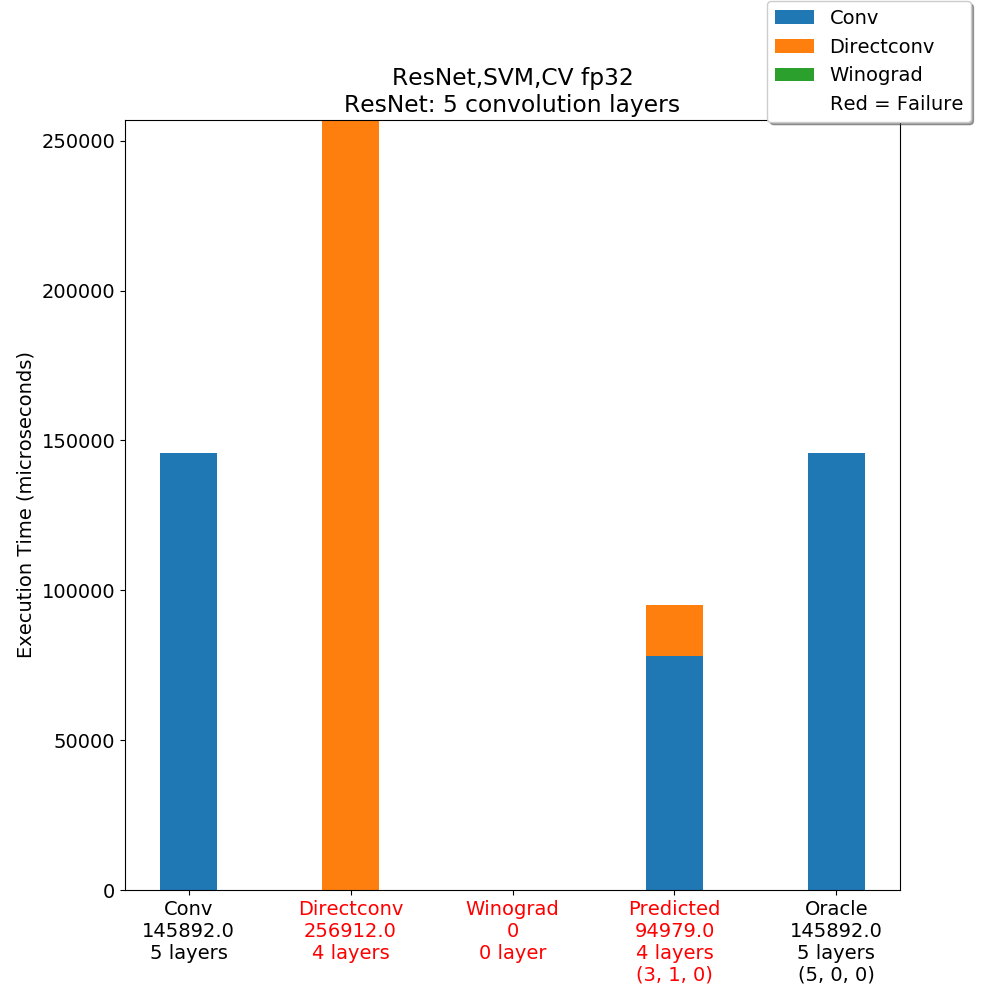 Conv
Directconv
Winograd
Red = Failure
ResNet,SVM,CV fp32
ResNet: 5 convolution layers
Execution Time (microseconds)
250000
200000
150000
100000
50000
0
Conv
145892.0
5 layers
Directconv
256912.0
4 layers
Winograd
0
0 layer
Predicted
94979.0
4 layers
(3, 1, 0)
Oracle
145892.0
5 layers
(5, 0, 0)